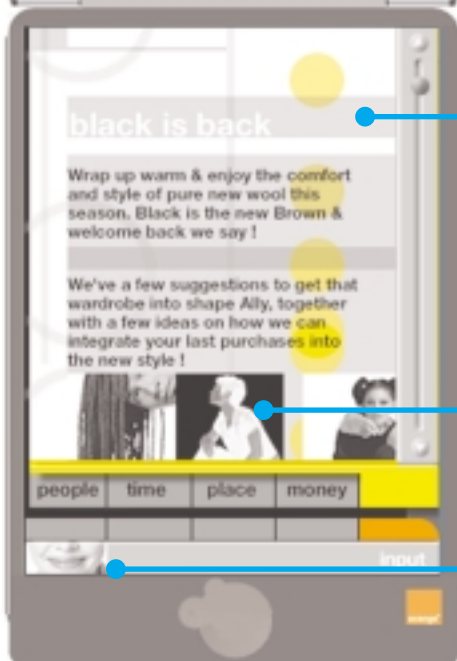 black is back
Wrap up warm & enjoy the comfort
and style of pure new wool this
season. Black is the new Brown &
welcome back we say !
We've a few suggestions to get that
wardrobe into shape Ally, together
with a few ideas on how we can
integrate your last purchases into
the new style !
people time place money
input
orange